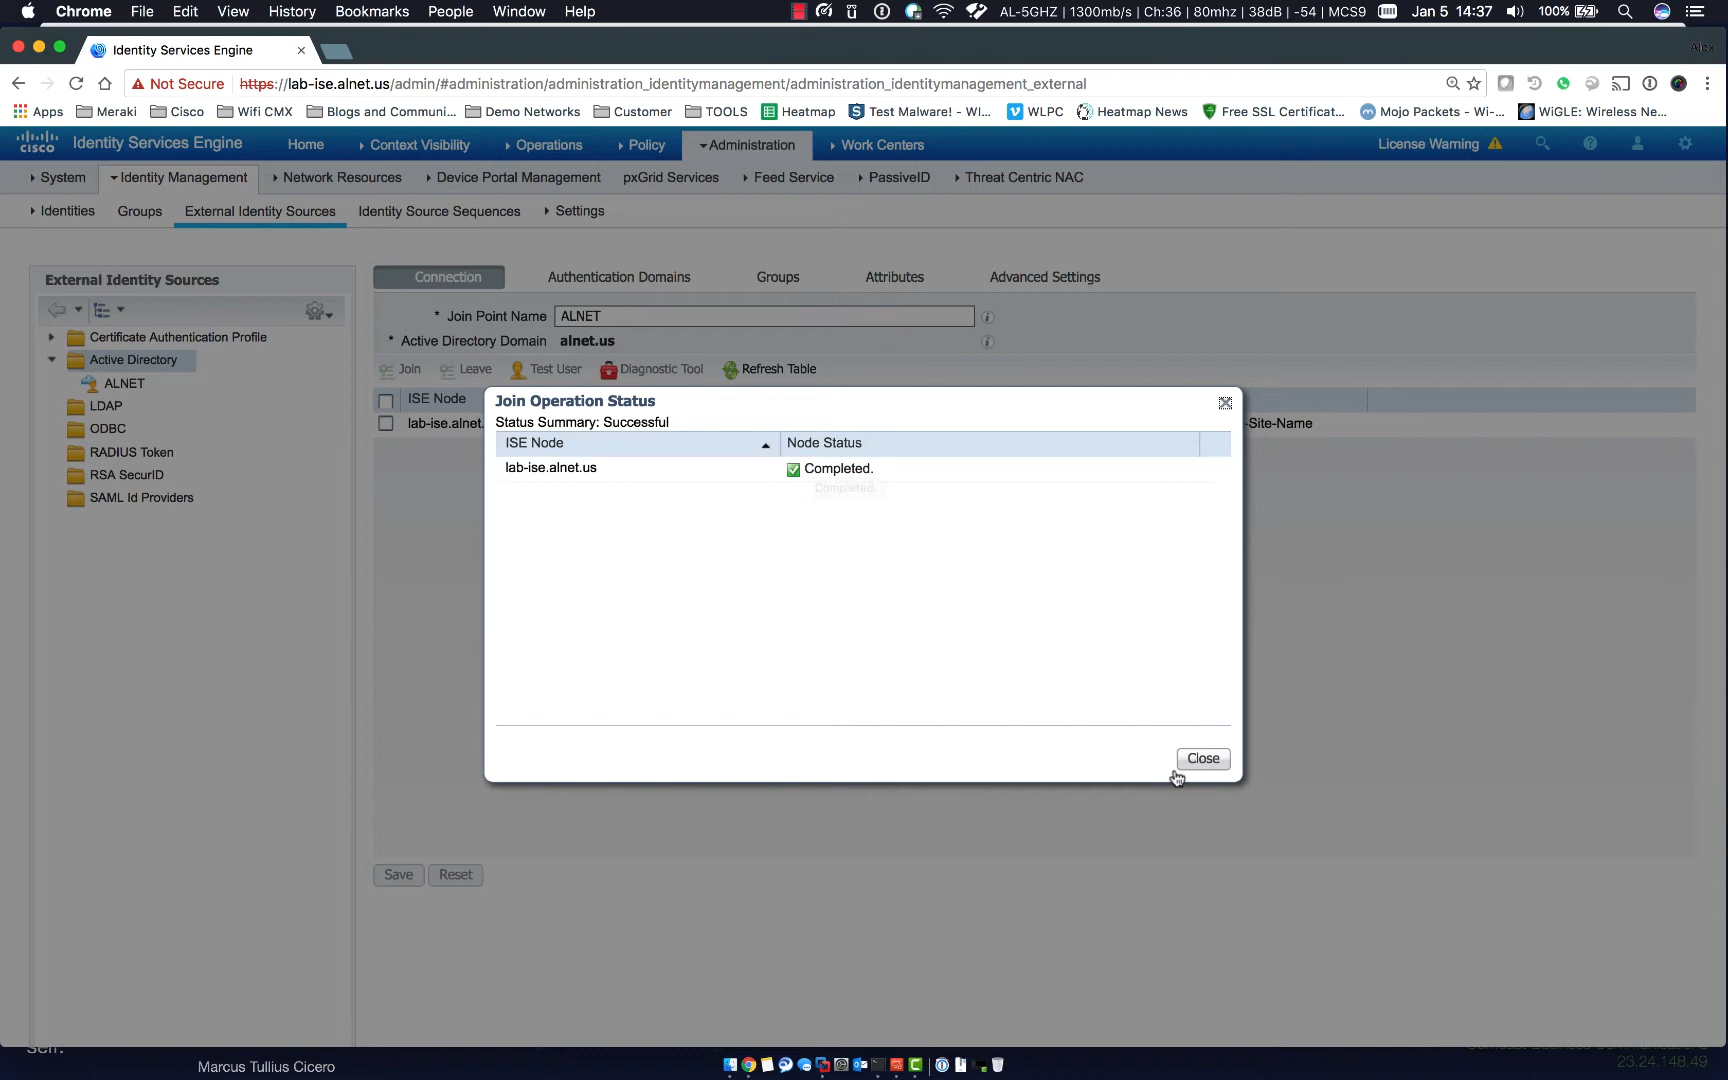 Chrome File Edit View History Bookmarks People Window Help AL-5GHZ | 1300mb/s | Ch:36 | 80mhz | 38dB | -54 | MCS9 Jan 5 14:37 100%
Identity Services Engine × Alex
Not Secure https://lab-ise.alnet.us/admin/#administration/administration_identitymanagement/administration_identitymanagement_external
Apps Meraki Cisco Wifi CMX Blogs and Communi... Demo Networks Customer TOOLS Heatmap Test Malware! - WI... WLPC Heatmap News Free SSL Certificat... Mojo Packets - Wi-... WiGLE: Wireless Ne...
CISCO Identity Services Engine Home Context Visibility Operations Policy Administration Work Centers License Warning
System Identity Management Network Resources Device Portal Management pxGrid Services Feed Service PassiveID Threat Centric NAC
Identities Groups External Identity Sources Identity Source Sequences Settings
External Identity Sources
Certificate Authentication Profile
Active Directory
ALNET
LDAP
ODBC
RADIUS Token
RSA SecurID
SAML Id Providers
Connection Authentication Domains Groups Attributes Advanced Settings
* Join Point Name ALNET
* Active Directory Domain alnet.us
Join Leave Test User Diagnostic Tool Refresh Table
ISE Node
lab-ise.alnet. -Site-Name
Join Operation Status
Status Summary: Successful
ISE Node Node Status
lab-ise.alnet.us Completed.
Completed.
Close
Save Reset
self.
Marcus Tullius Cicero
23.24.148.49